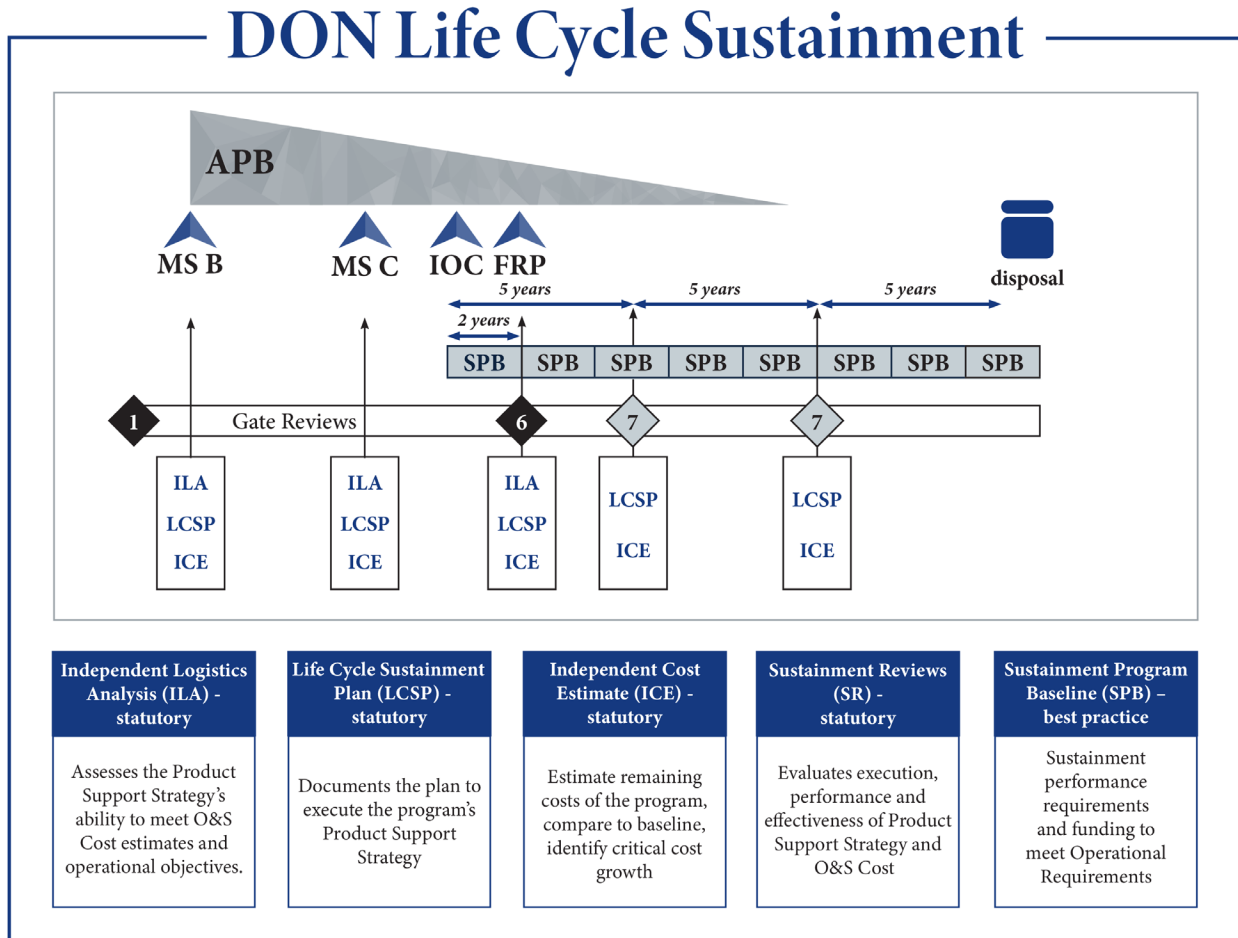 DON Life Cycle Sustainment
APB
MS B
MS C
IOC
FRP
disposal
5 years
5 years
5 years
2 years
SPB
SPB
SPB
SPB
SPB
SPB
SPB
SPB
1
Gate Reviews
6
7
7
ILA
LCSP
ICE
ILA
LCSP
ICE
ILA
LCSP
ICE
LCSP
ICE
LCSP
ICE
Independent Logistics
Analysis (ILA) -
statutory
Assesses the Product
Support Strategy’s
ability to meet O&S
Cost estimates and
operational objectives.
Life Cycle Sustainment
Plan (LCSP) -
statutory
Documents the plan to
execute the program’s
Product Support
Strategy
Independent Cost
Estimate (ICE) -
statutory
Estimate remaining
costs of the program,
compare to baseline,
identify critical cost
growth
Sustainment Reviews
(SR) -
statutory
Evaluates execution,
performance and
effectiveness of Product
Support Strategy and
O&S Cost
Sustainment Program
Baseline (SPB) –
best practice
Sustainment
performance
requirements
and funding to
meet Operational
Requirements